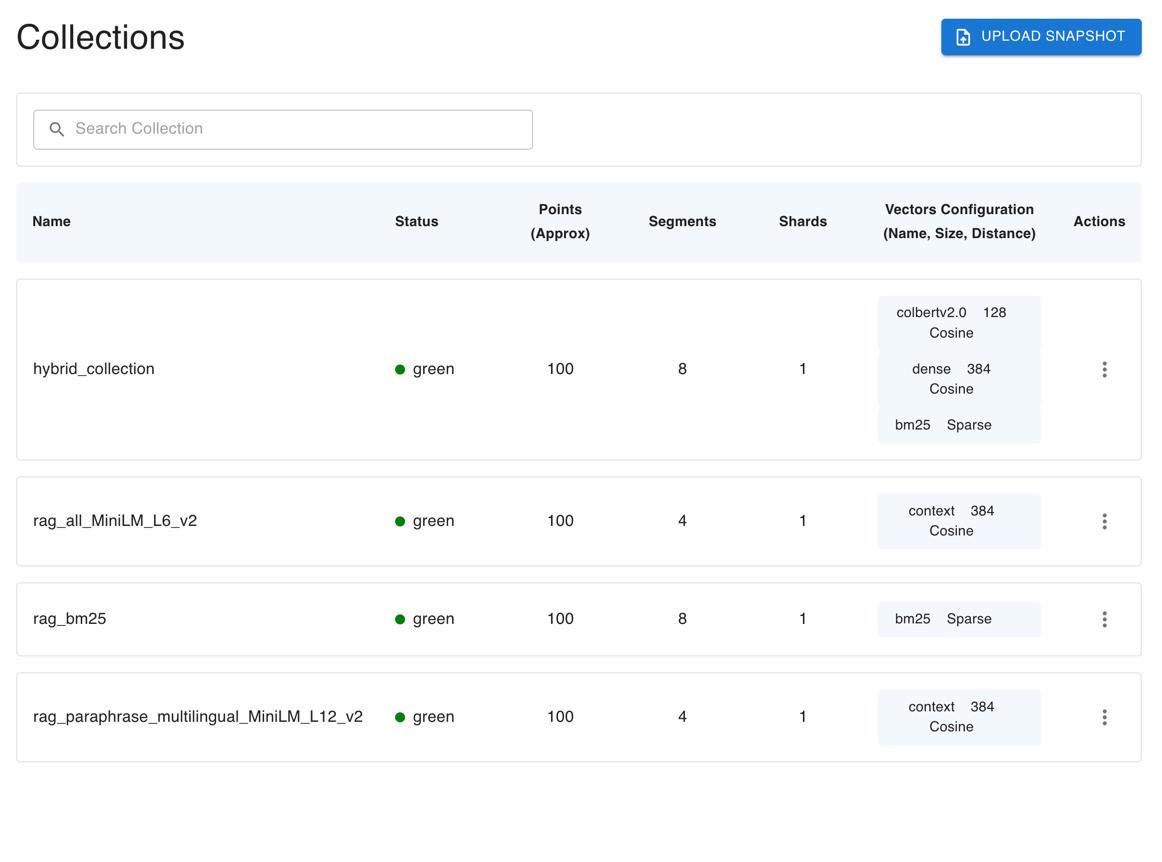 Collections
UPLOAD SNAPSHOT
Search Collection
Name Status Points (Approx) Segments Shards Vectors Configuration (Name, Size, Distance) Actions
hybrid_collection green 100 8 1
colbertv2.0 128
Cosine
dense 384
Cosine
bm25 Sparse
rag_all_MiniLM_L6_v2 green 100 4 1
context 384
Cosine
rag_bm25 green 100 8 1 bm25 Sparse
rag_paraphrase_multilingual_MiniLM_L12_v2 green 100 4 1
context 384
Cosine